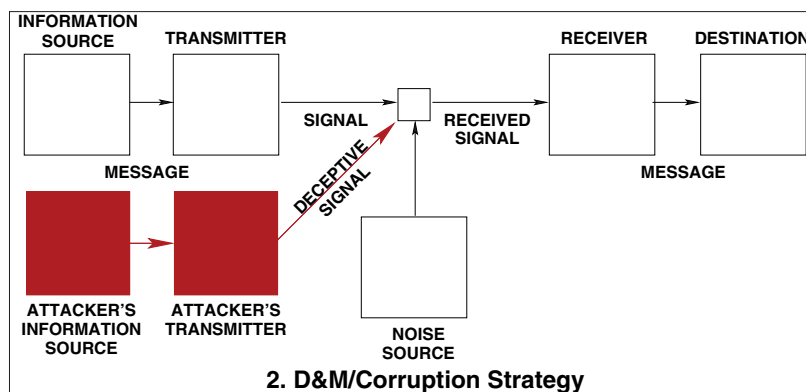 INFORMATION
SOURCE
TRANSMITTER
RECEIVER
DESTINATION
SIGNAL
RECEIVED
SIGNAL
MESSAGE
MESSAGE
DECEPTIVE
SIGNAL
ATTACKER'S
INFORMATION
SOURCE
ATTACKER'S
TRANSMITTER
NOISE
SOURCE
2. D&M/Corruption Strategy